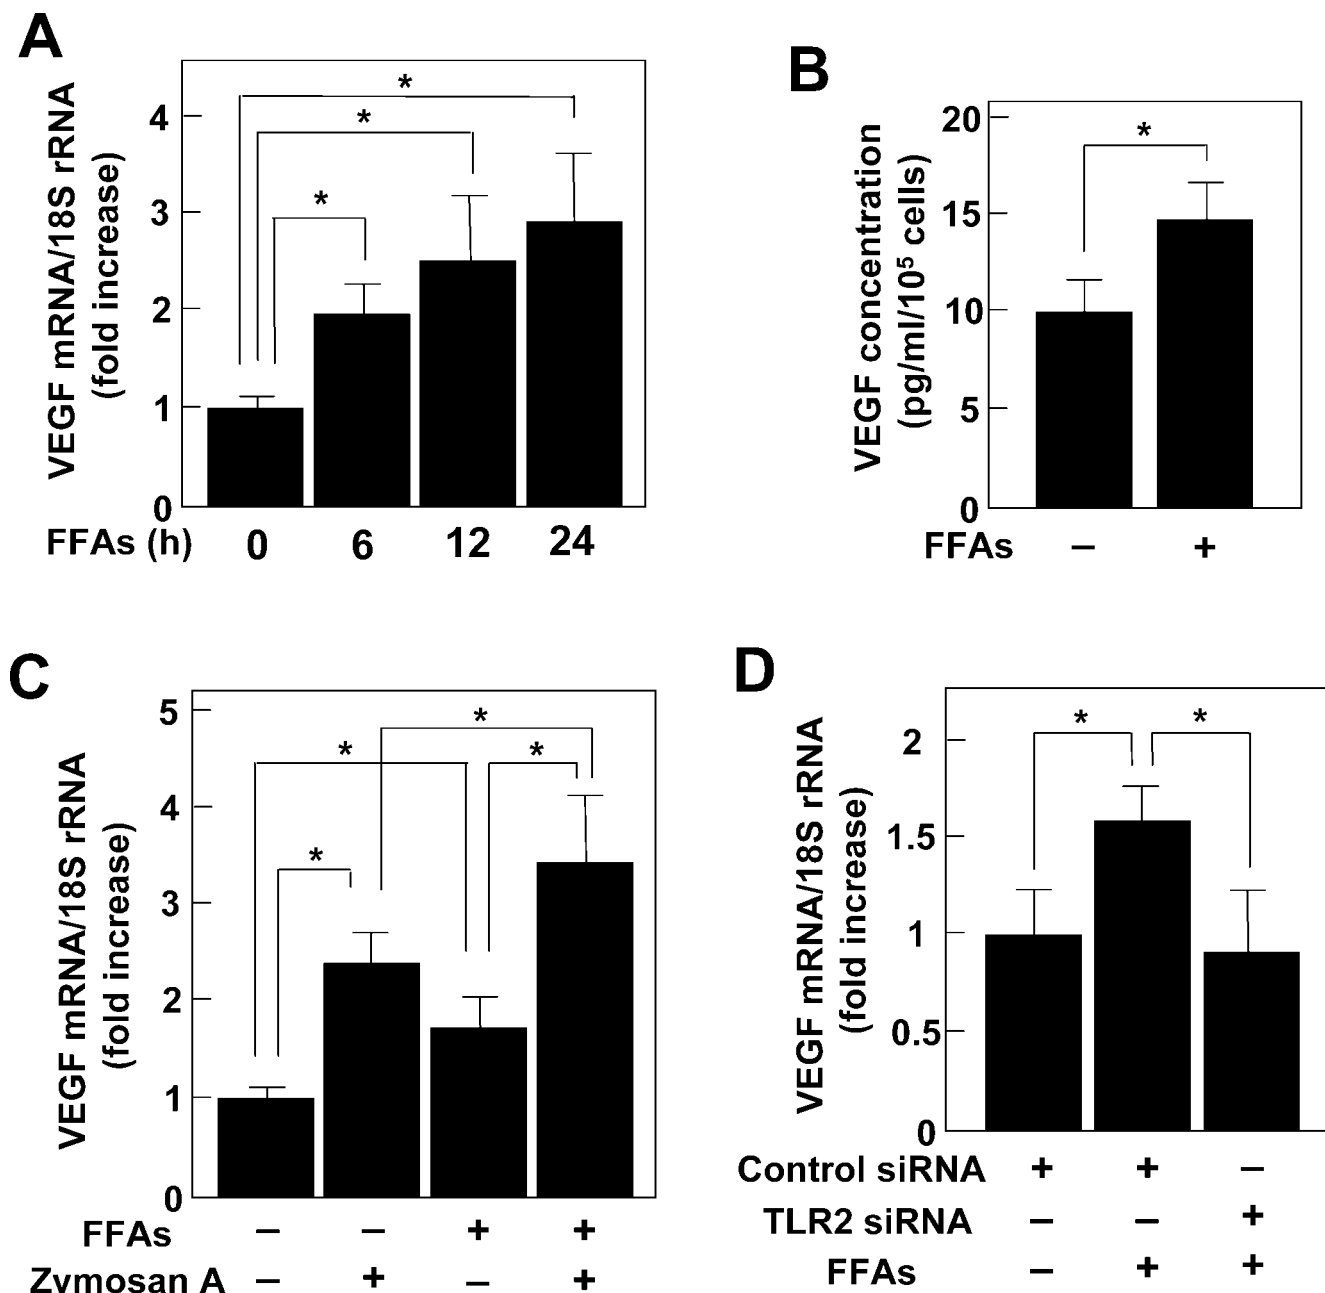 A
VEGF mRNA/18S rRNA
(fold increase)
4
3
2
1
0
*
*
*
FFAs (h) 0 6 12 24
B
VEGF concentration
(pg/ml/10⁵ cells)
20
15
10
5
0
*
FFAs – +
C
VEGF mRNA/18S rRNA
(fold increase)
5
4
3
2
1
0
*
*
*
*
FFAs – – + +
Zymosan A – + – +
D
VEGF mRNA/18S rRNA
(fold increase)
2
1.5
1
0.5
0
* *
Control siRNA + + –
TLR2 siRNA – – +
FFAs – + +